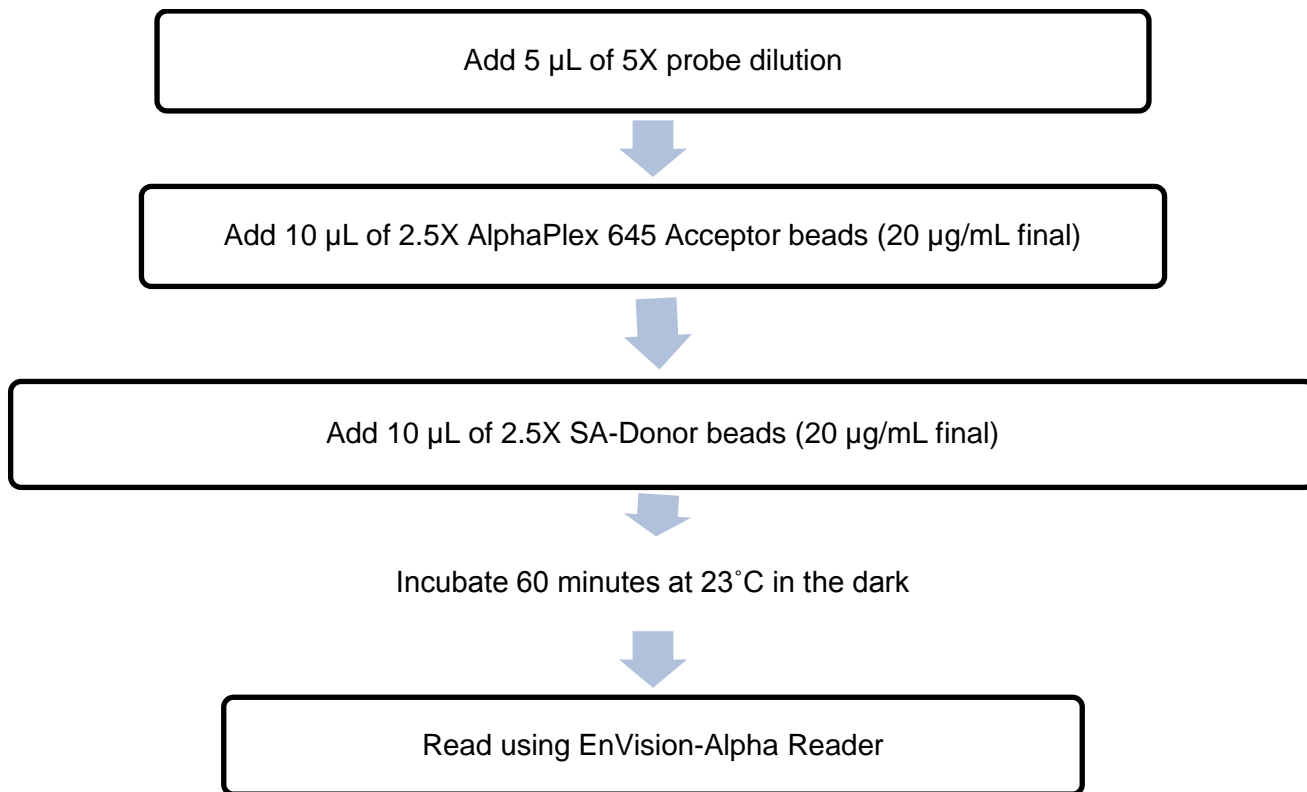 Add 5 µL of 5X probe dilution
Add 10 µL of 2.5X AlphaPlex 645 Acceptor beads (20 µg/mL final)
Add 10 µL of 2.5X SA-Donor beads (20 µg/mL final)
Incubate 60 minutes at 23˚C in the dark
Read using EnVision-Alpha Reader